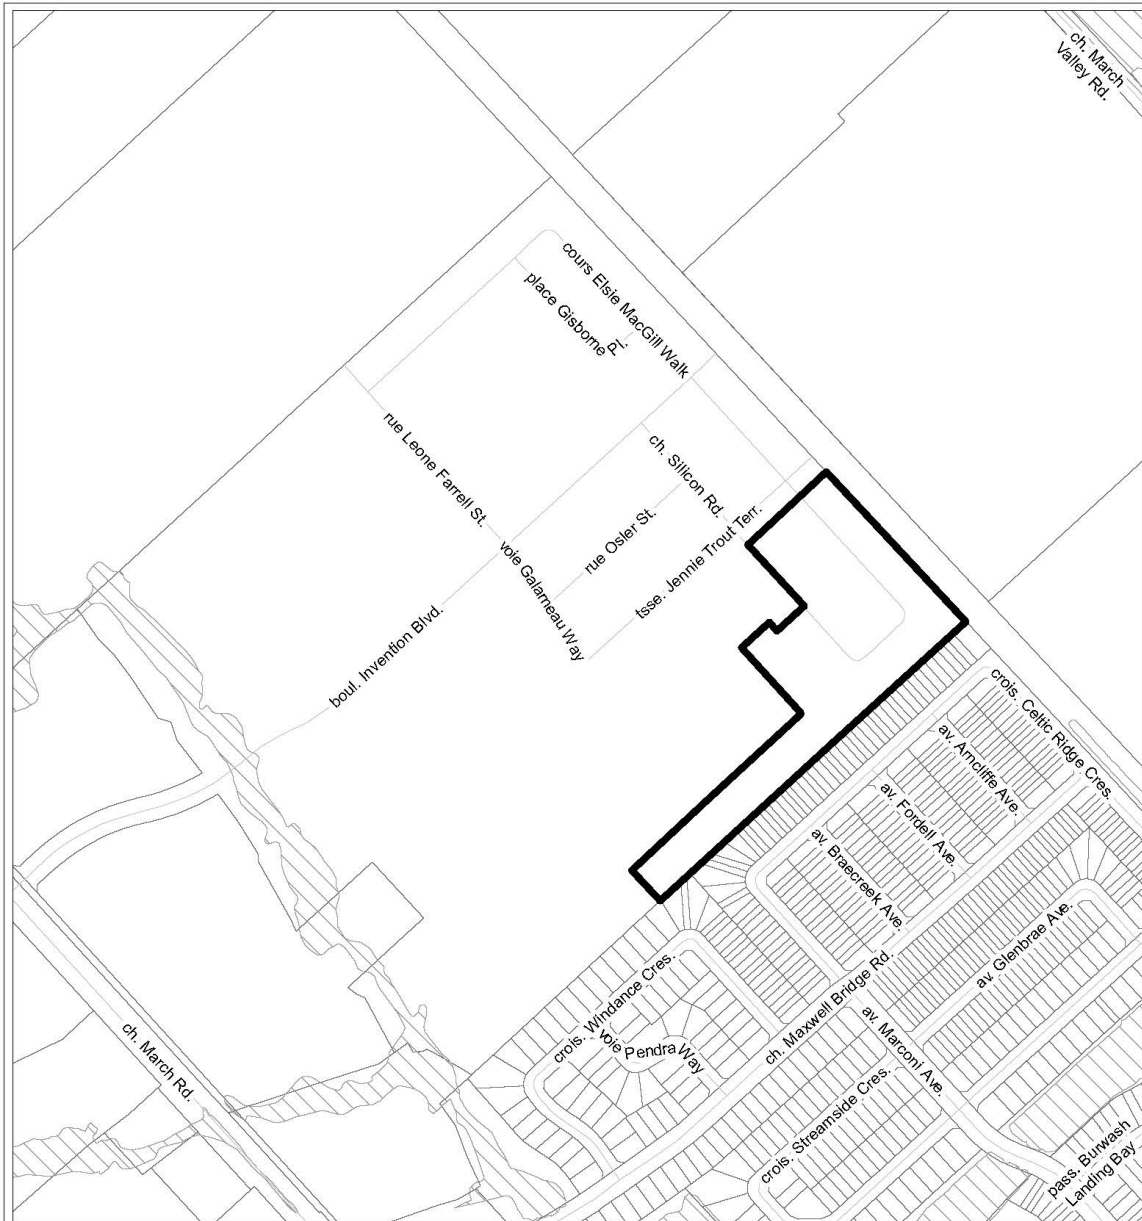 ch. March
Valley Rd.
cours Elsie MacGill Walk
place Gisborne
Pl.
rue Leone Farrell St.
ch. Silicon Rd.
rue Osler St.
tsse. Jennie Trout Terr.
voie Galarneau Way
boul. Invention Blvd.
crois. Celtic Ridge Cres.
av. Arncliffe Ave.
av. Fordell Ave.
av. Braecreek Ave.
av. Glenbrae Ave.
crois. Windance Cres.
ch. Maxwell Bridge Rd.
voie Pendra Way
av. Marconi Ave.
ch. March Rd.
crois. Streamside Cres.
pass. Burwash
Landing Bay